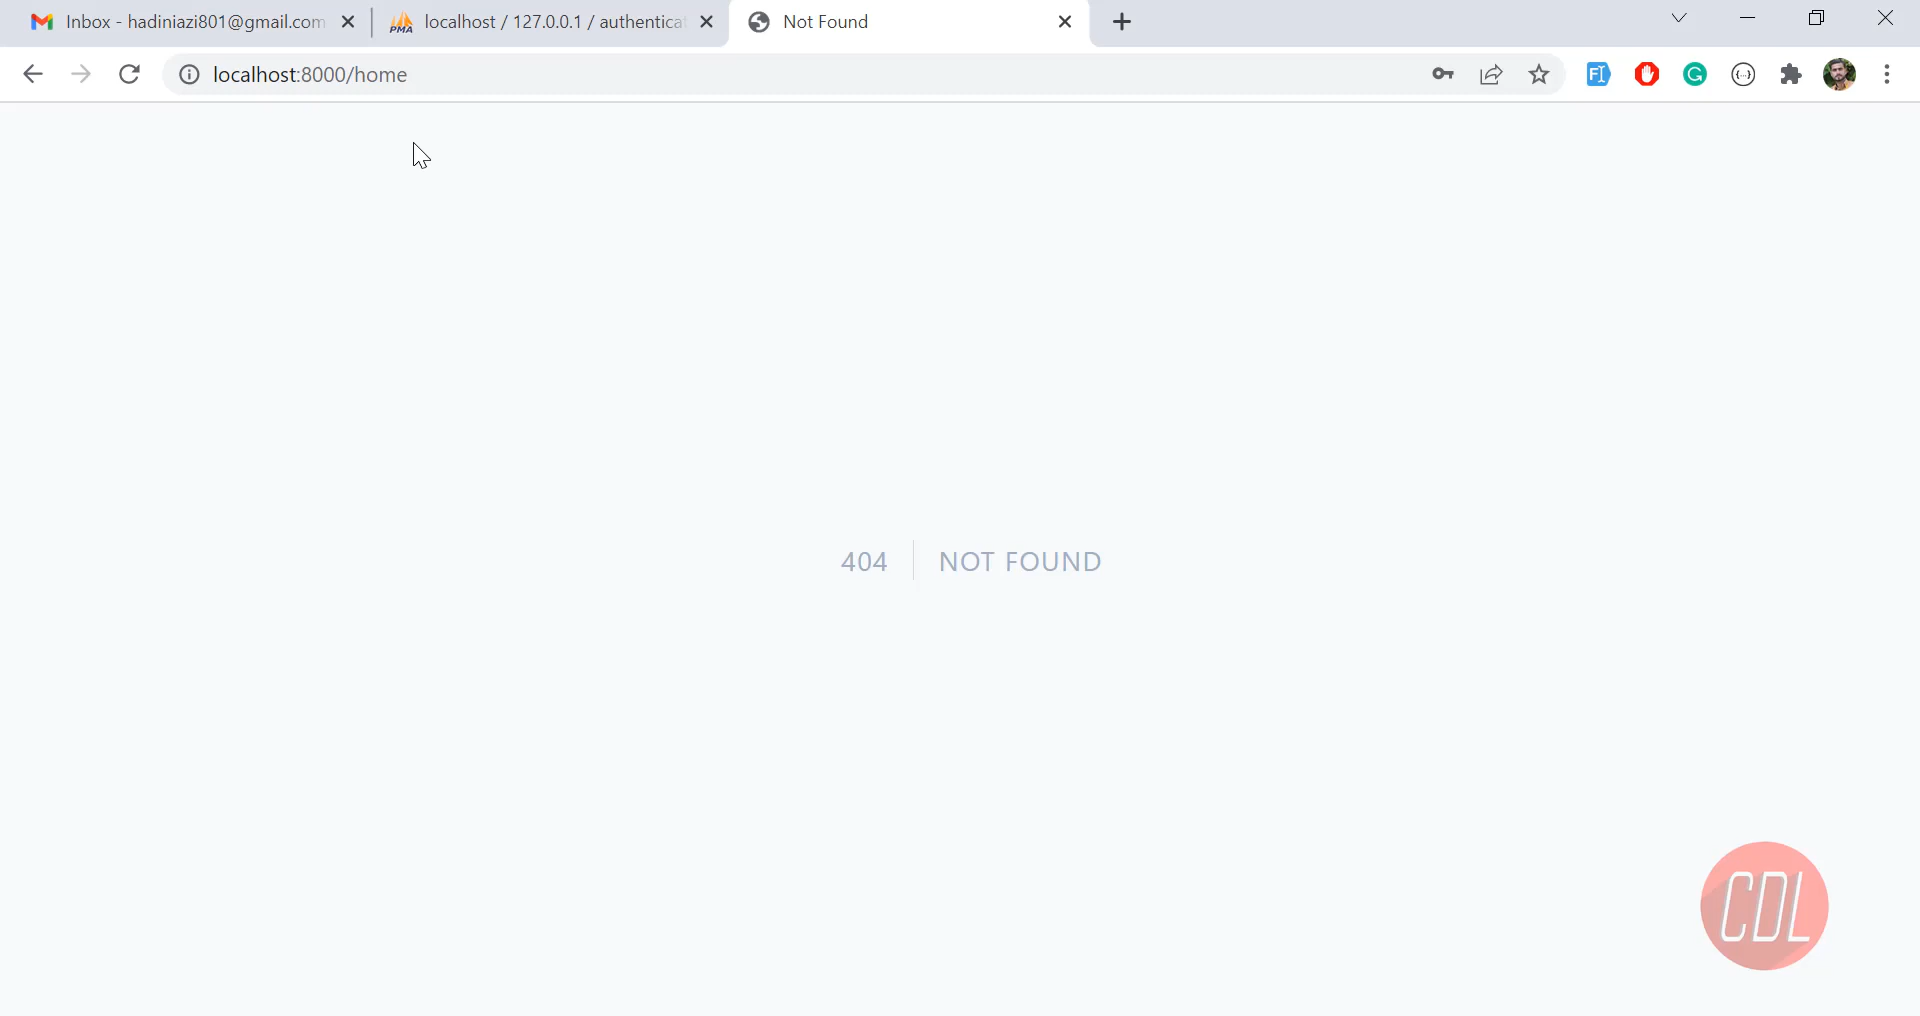 Inbox - hadiniazi801@gmail.com
localhost / 127.0.0.1 / authentica
Not Found
localhost:8000/home
404
NOT FOUND
CDL